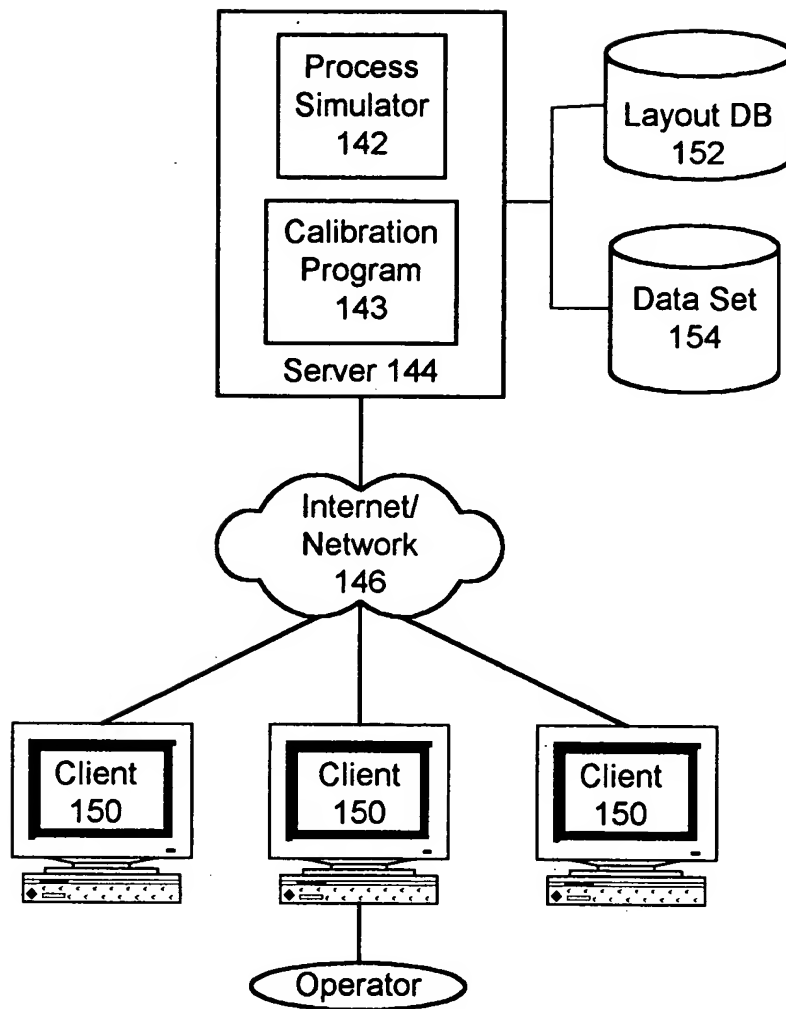 Process
Simulator
142
Calibration
Program
143
Server 144
Layout DB
152
Data Set
154
Internet/
Network
146
Client
150
Client
150
Client
150
Operator